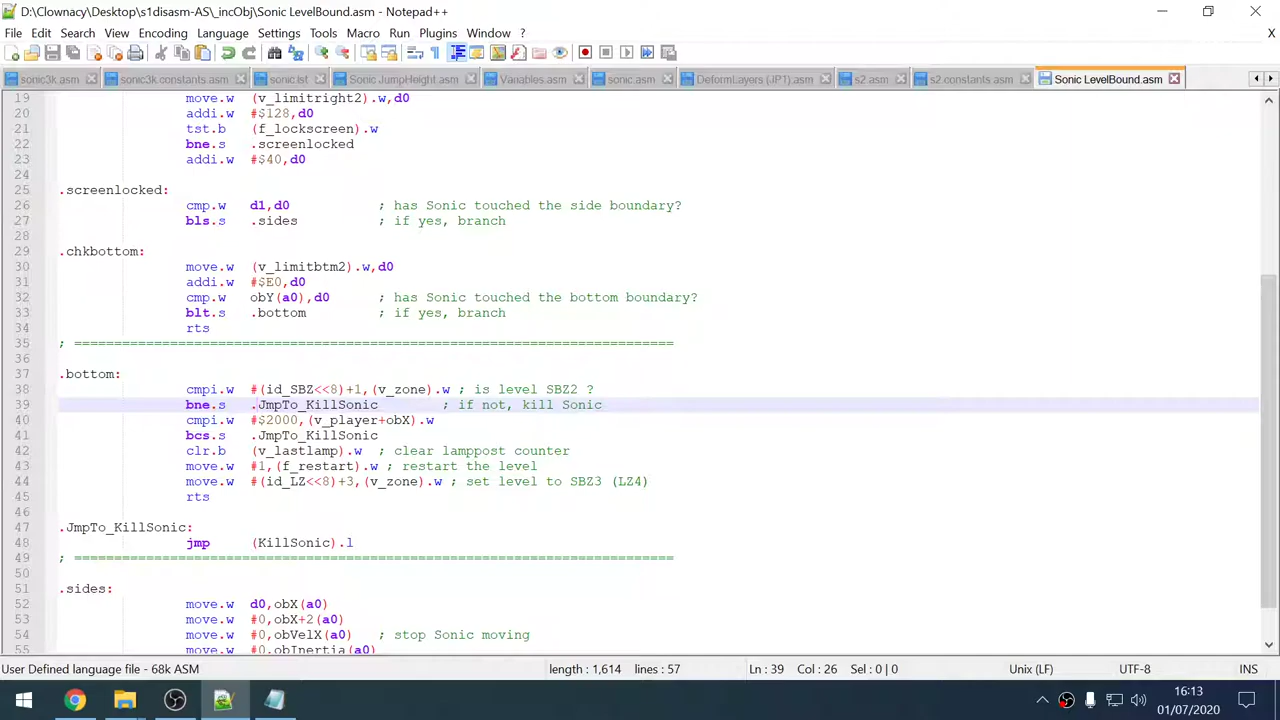 D:\Clownacy\Desktop\s1disasm-AS\_incObj\Sonic LevelBound.asm - Notepad++
File Edit Search View Encoding Language Settings Tools Macro Run Plugins Window ?
X
sonic3k.asm sonic3k.constants.asm sonic.lst Sonic JumpHeight.asm Variables.asm sonic.asm DeformLayers (JP1).asm s2.asm s2.constants.asm Sonic LevelBound.asm
19 move.w (v_limitright2).w,d0
20 addi.w #$128,d0
21 tst.b (f_lockscreen).w
22 bne.s .screenlocked
23 addi.w #$40,d0
24
25 .screenlocked:
26 cmp.w d1,d0 ; has Sonic touched the side boundary?
27 bls.s .sides ; if yes, branch
28
29 .chkbottom:
30 move.w (v_limitbtm2).w,d0
31 addi.w #$E0,d0
32 cmp.w obY(a0),d0 ; has Sonic touched the bottom boundary?
33 blt.s .bottom ; if yes, branch
34 rts
35 ; ===========================================================================
36
37 .bottom:
38 cmpi.w #(id_SBZ<<8)+1,(v_zone).w ; is level SBZ2 ?
39 bne.s .JmpTo_KillSonic ; if not, kill Sonic
40 cmpi.w #$2000,(v_player+obX).w
41 bcs.s .JmpTo_KillSonic
42 clr.b (v_lastlamp).w ; clear lamppost counter
43 move.w #1,(f_restart).w ; restart the level
44 move.w #(id_LZ<<8)+3,(v_zone).w ; set level to SBZ3 (LZ4)
45 rts
46
47 .JmpTo_KillSonic:
48 jmp (KillSonic).l
49 ; ===========================================================================
50
51 .sides:
52 move.w d0,obX(a0)
53 move.w #0,obX+2(a0)
54 move.w #0,obVelX(a0) ; stop Sonic moving
55 move.w #0,obInertia(a0)
User Defined language file - 68k ASM length : 1,614 lines : 57 Ln : 39 Col : 26 Sel : 0 | 0 Unix (LF) UTF-8 INS
16:13
01/07/2020